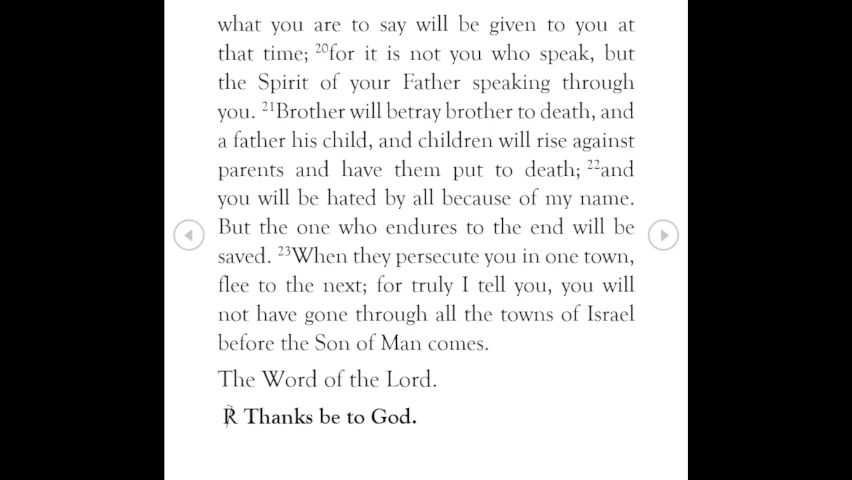 what you are to say will be given to you at
that time; ²⁰for it is not you who speak, but
the Spirit of your Father speaking through
you. ²¹Brother will betray brother to death, and
a father his child, and children will rise against
parents and have them put to death; ²²and
you will be hated by all because of my name.
But the one who endures to the end will be
saved. ²³When they persecute you in one town,
flee to the next; for truly I tell you, you will
not have gone through all the towns of Israel
before the Son of Man comes.
The Word of the Lord.
℟ Thanks be to God.